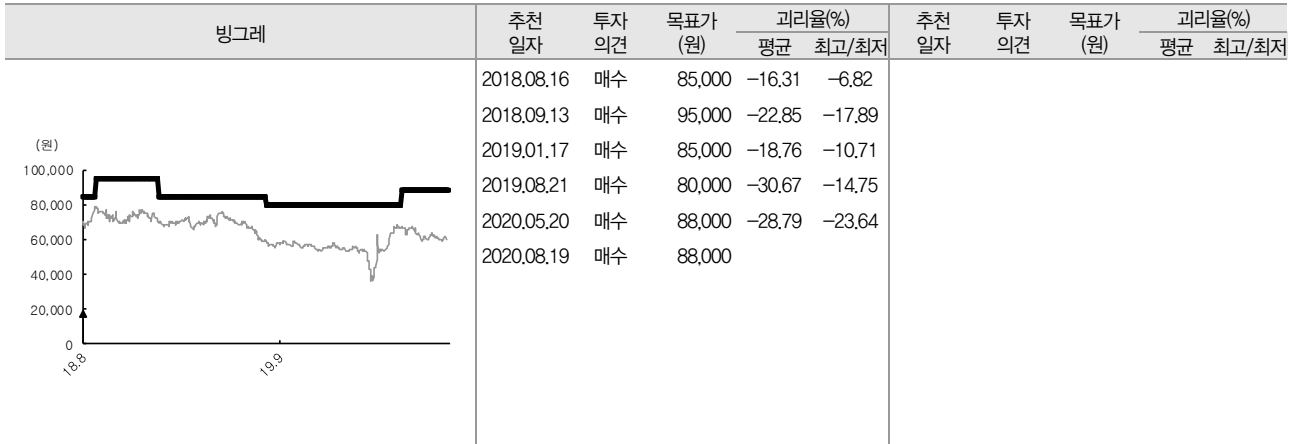 빙그레
추천 일자 투자 의견 목표가 (원) 괴리율(%) 평균 최고/최저 추천 일자 투자 의견 목표가 (원) 괴리율(%) 평균 최고/최저
(원)
100,000
80,000
60,000
40,000
20,000
0
18.8 19.9
2018.08.16 매수 85,000 -16.31 -6.82
2018.09.13 매수 95,000 -22.85 -17.89
2019.01.17 매수 85,000 -18.76 -10.71
2019.08.21 매수 80,000 -30.67 -14.75
2020.05.20 매수 88,000 -28.79 -23.64
2020.08.19 매수 88,000